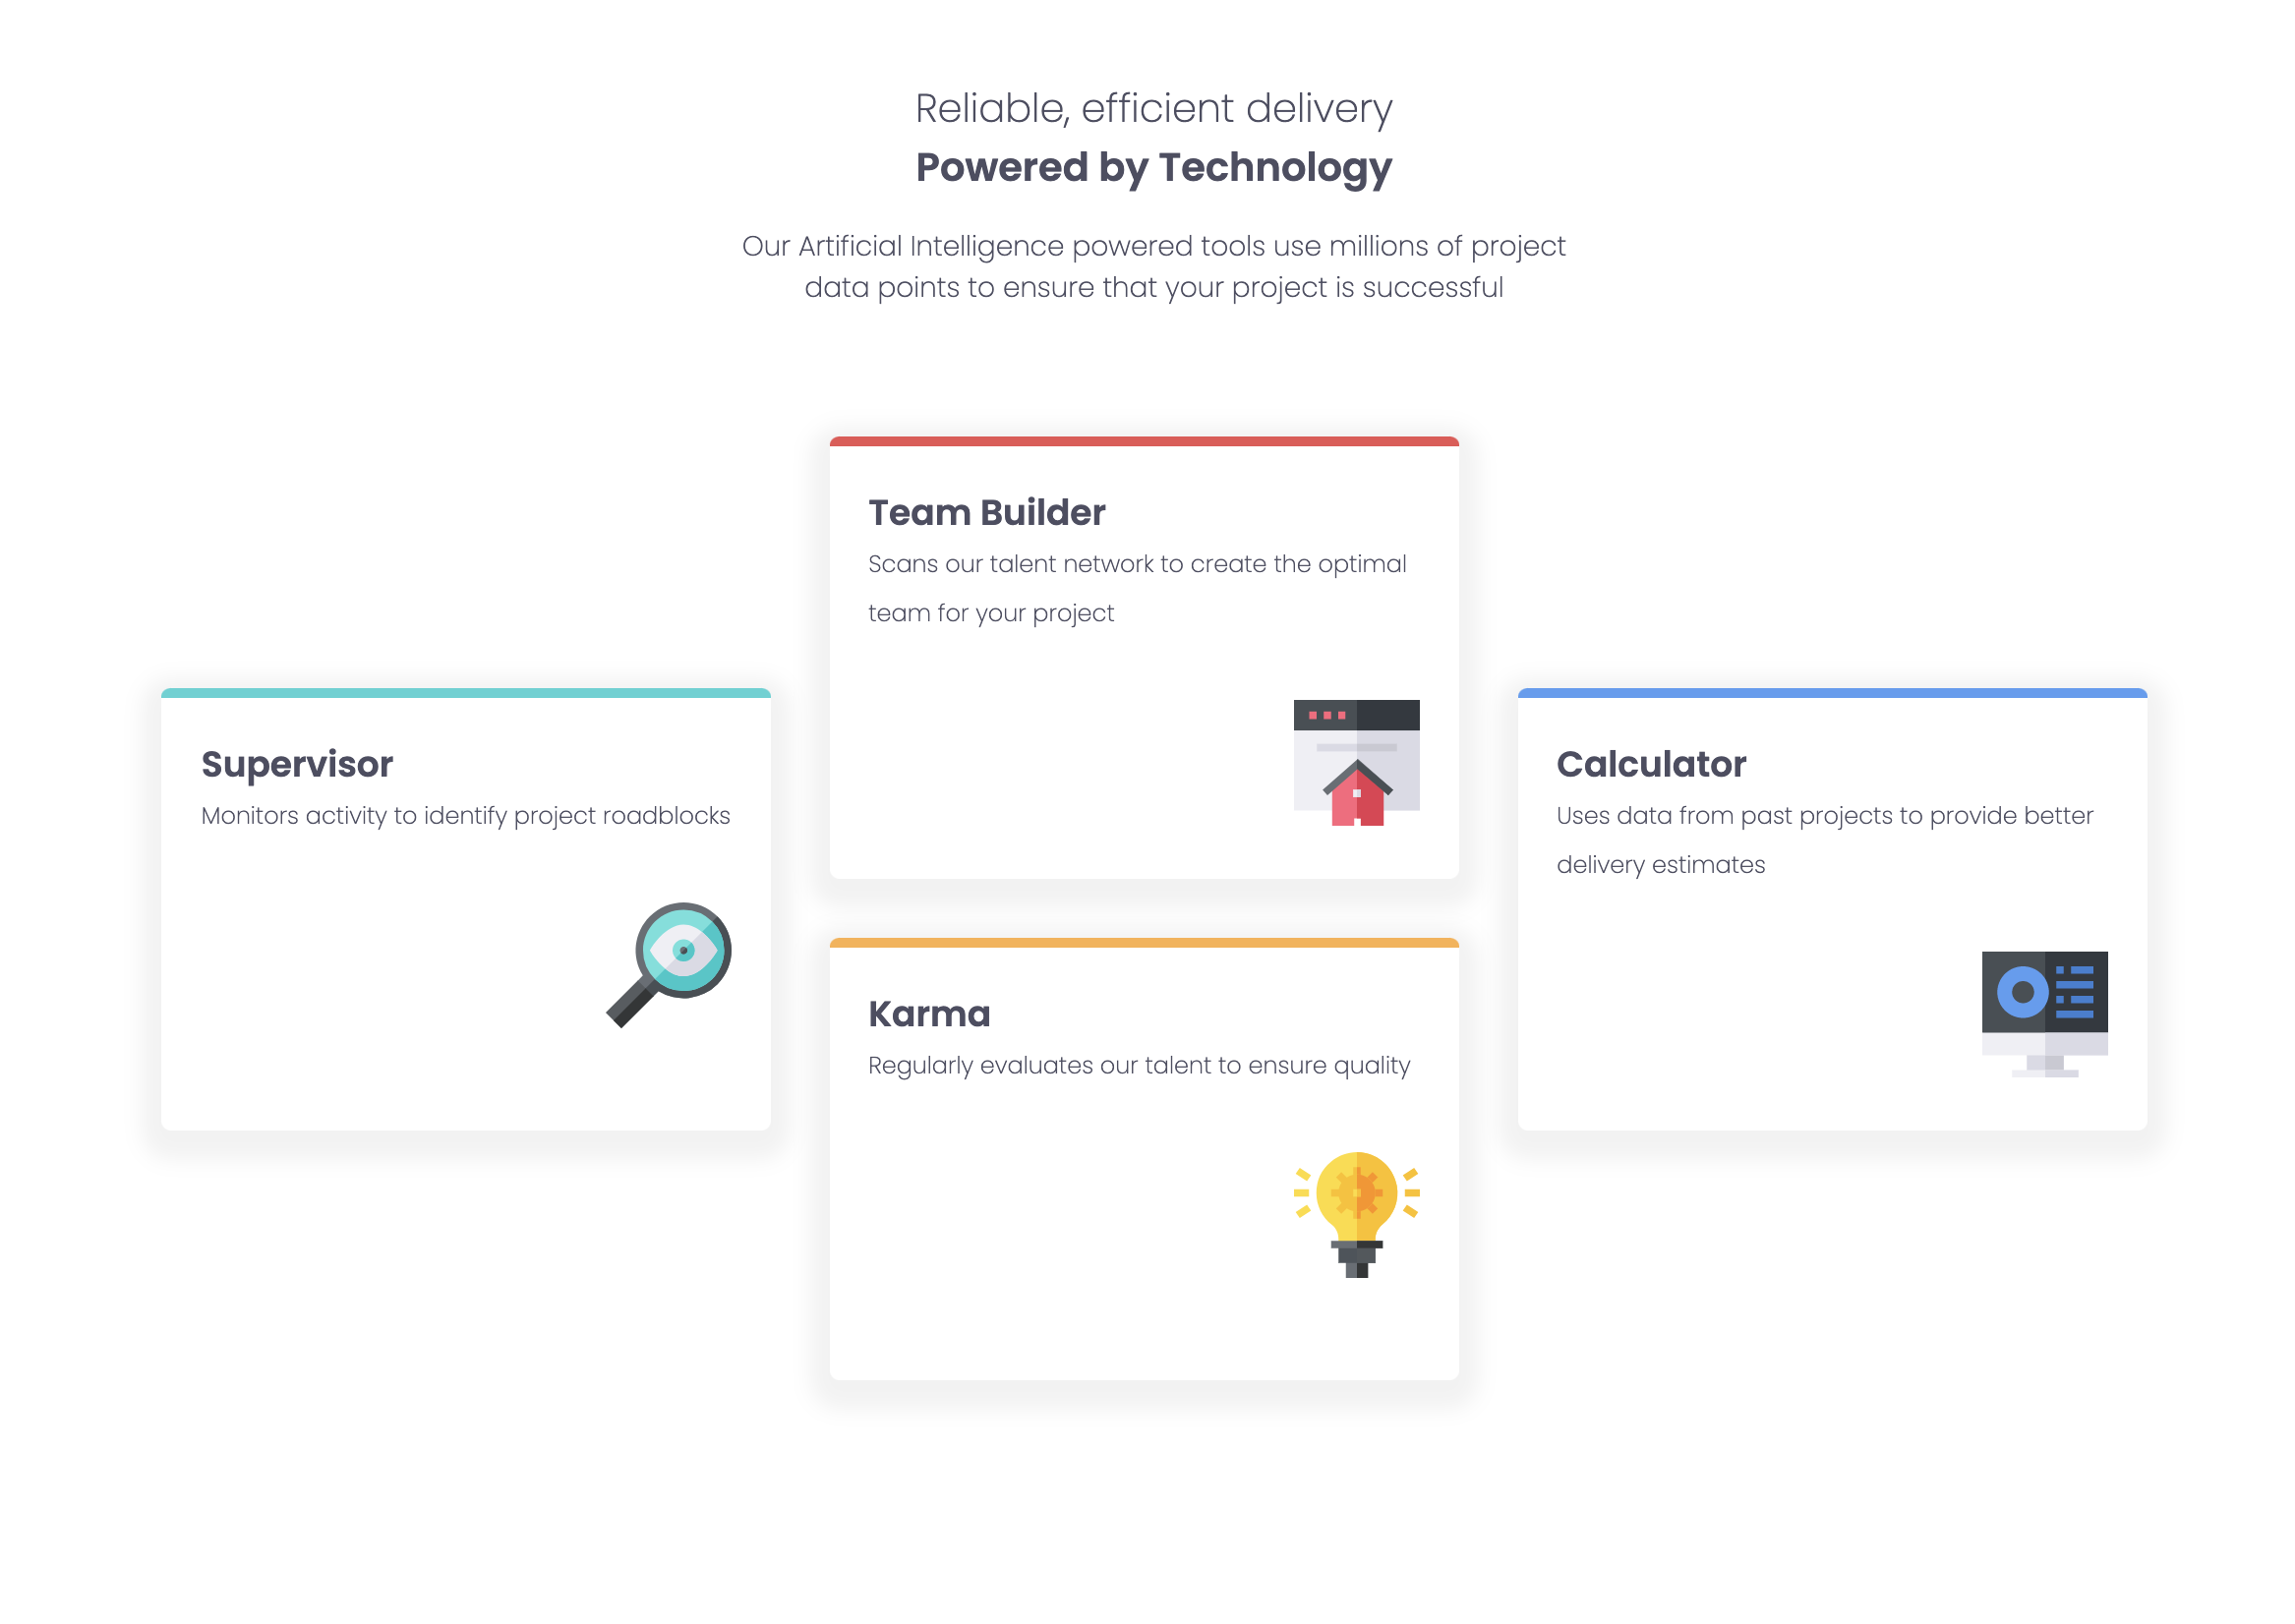 Reliable, efficient delivery
Powered by Technology
Our Artificial Intelligence powered tools use millions of project
data points to ensure that your project is successful
Supervisor
Monitors activity to identify project roadblocks
Team Builder
Scans our talent network to create the optimal
team for your project
Karma
Regularly evaluates our talent to ensure quality
Calculator
Uses data from past projects to provide better
delivery estimates